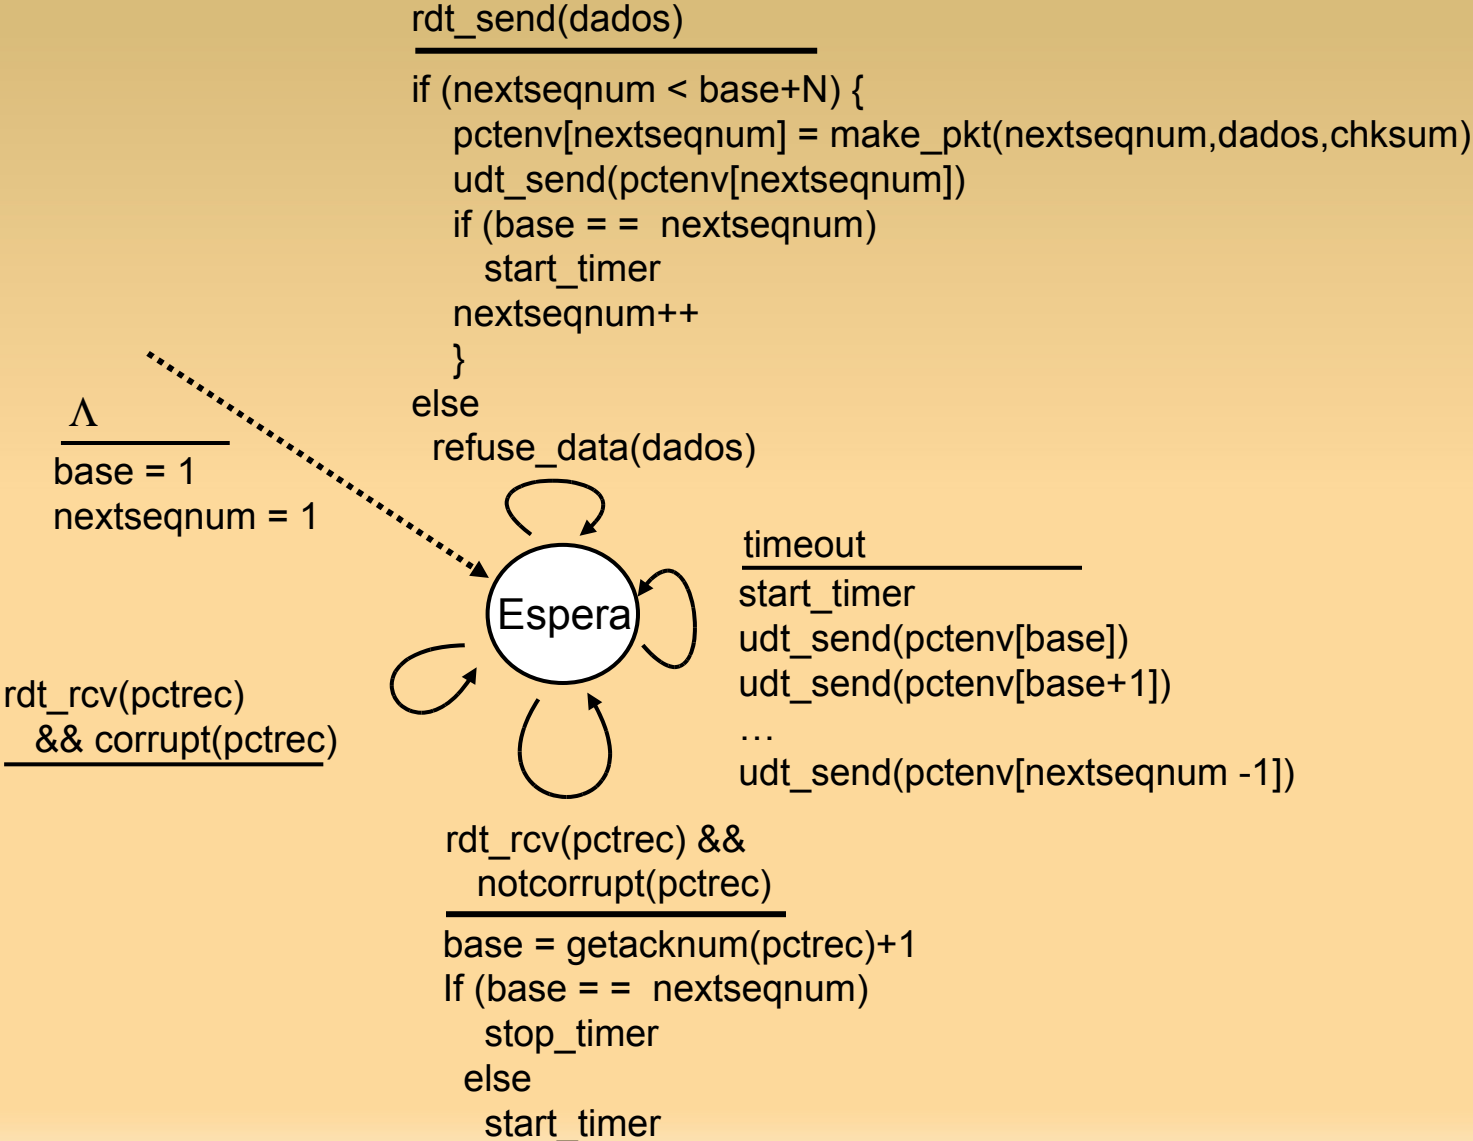 rdt_send(dados)
if (nextseqnum < base+N) {
pctenv[nextseqnum] = make_pkt(nextseqnum,dados,chksum)
udt_send(pctenv[nextseqnum])
if (base = = nextseqnum)
start_timer
nextseqnum++
}
else
refuse_data(dados)
Λ
base = 1
nextseqnum = 1
Espera
timeout
start_timer
udt_send(pctenv[base])
udt_send(pctenv[base+1])
…
udt_send(pctenv[nextseqnum -1])
rdt_rcv(pctrec)
&& corrupt(pctrec)
rdt_rcv(pctrec) &&
notcorrupt(pctrec)
base = getacknum(pctrec)+1
If (base = = nextseqnum)
stop_timer
else
start_timer